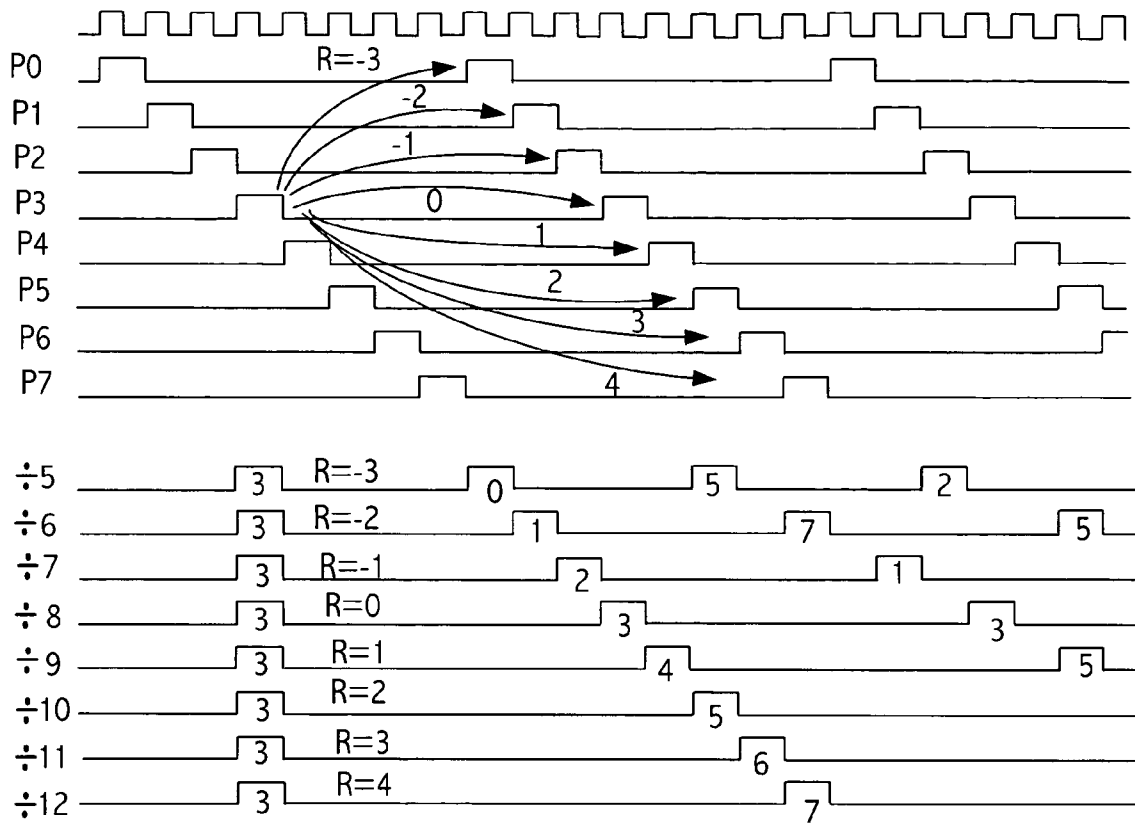 P0 R=-3
P1 -2
P2 -1
P3 0
P4 1
P5 2
P6 3
P7 4
÷5 3 R=-3 0 5 2
÷6 3 R=-2 1 7 5
÷7 3 R=-1 2 1
÷8 3 R=0 3 3
÷9 3 R=1 4 5
÷10 3 R=2 5
÷11 3 R=3 6
÷12 3 R=4 7